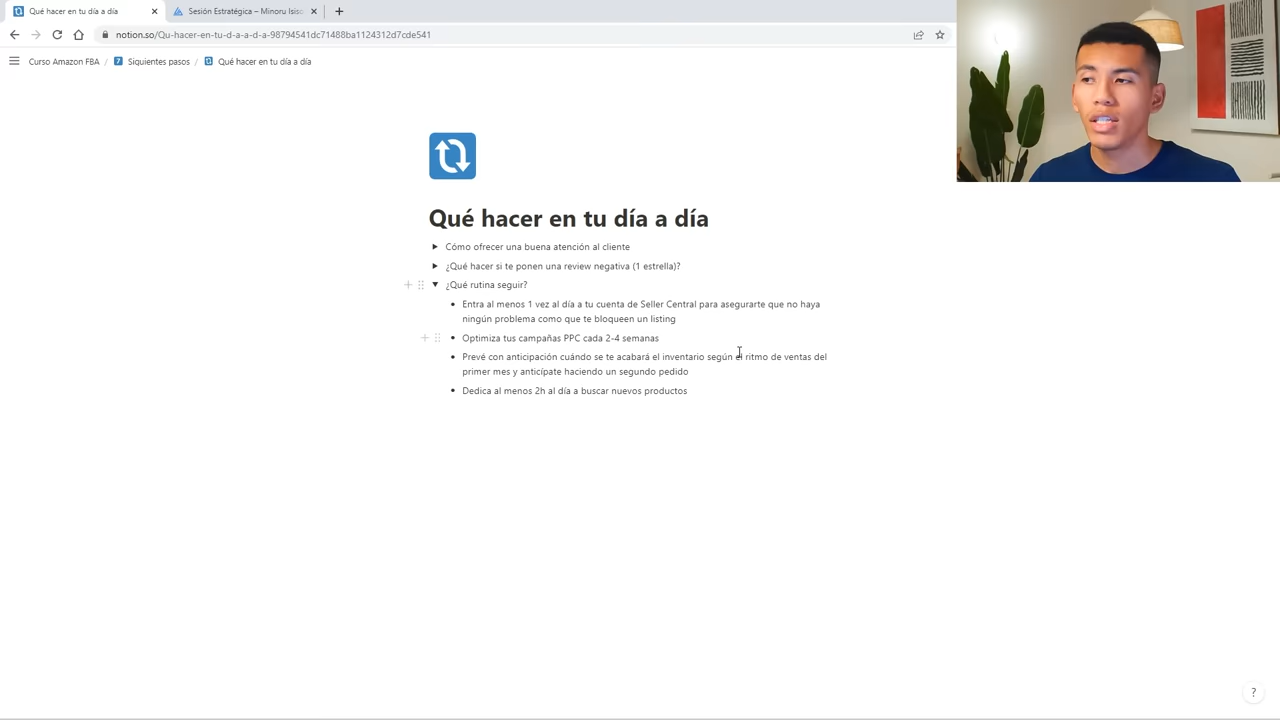 Qué hacer en tu día a día
Sesión Estratégica – Minoru Isiso
notion.so/Qu-hacer-en-tu-d-a-a-d-a-98794541dc71488ba1124312d7cde541
Curso Amazon FBA / 7 Siguientes pasos / Qué hacer en tu día a día
Qué hacer en tu día a día
Cómo ofrecer una buena atención al cliente
¿Qué hacer si te ponen una review negativa (1 estrella)?
¿Qué rutina seguir?
Entra al menos 1 vez al día a tu cuenta de Seller Central para asegurarte que no haya
ningún problema como que te bloqueen un listing
Optimiza tus campañas PPC cada 2-4 semanas
Prevé con anticipación cuándo se te acabará el inventario según el ritmo de ventas del
primer mes y anticípate haciendo un segundo pedido
Dedica al menos 2h al día a buscar nuevos productos
?